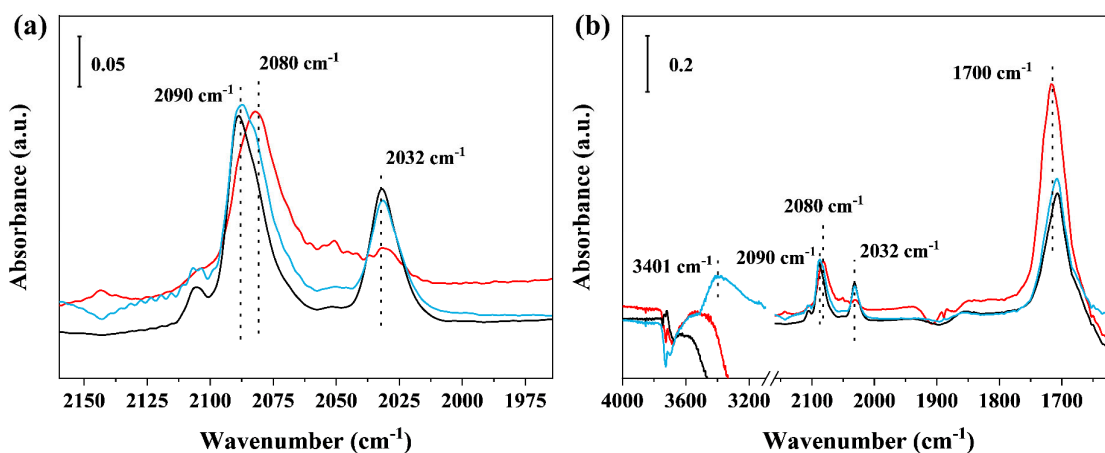 (a)
0.05
2080 cm⁻¹
2090 cm⁻¹
2032 cm⁻¹
Absorbance (a.u.)
2150 2125 2100 2075 2050 2025 2000 1975
Wavenumber (cm⁻¹)
(b)
0.2
1700 cm⁻¹
2080 cm⁻¹
3401 cm⁻¹ 2090 cm⁻¹ 2032 cm⁻¹
Absorbance (a.u.)
4000 3600 3200 2100 2000 1900 1800 1700
Wavenumber (cm⁻¹)